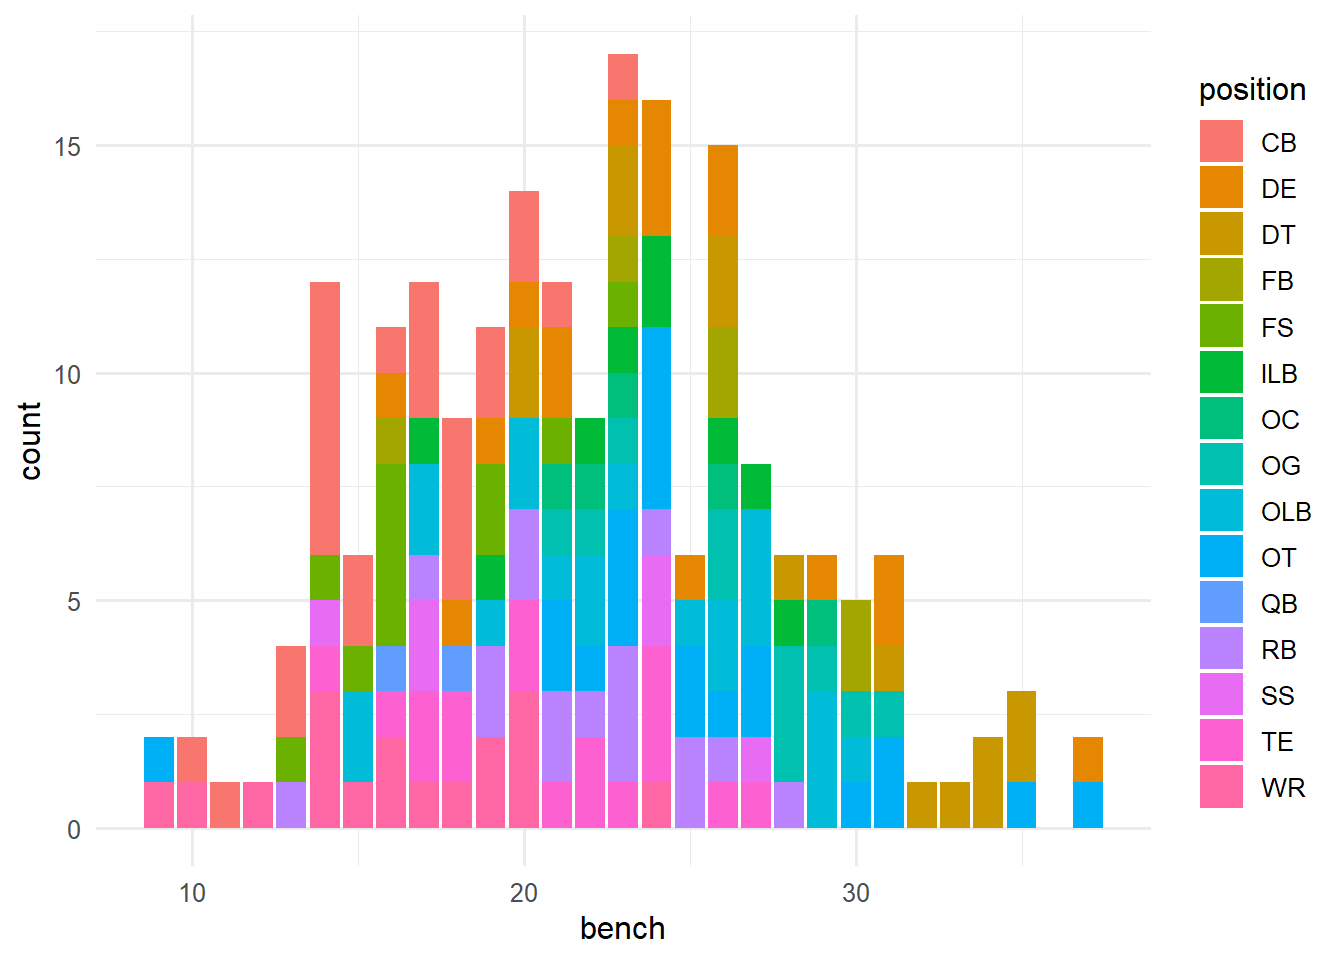 position
CB
DE
DT
FB
FS
ILB
OC
OG
OLB
OT
QB
RB
SS
TE
WR
count
15
10
5
0
10 20 30
bench